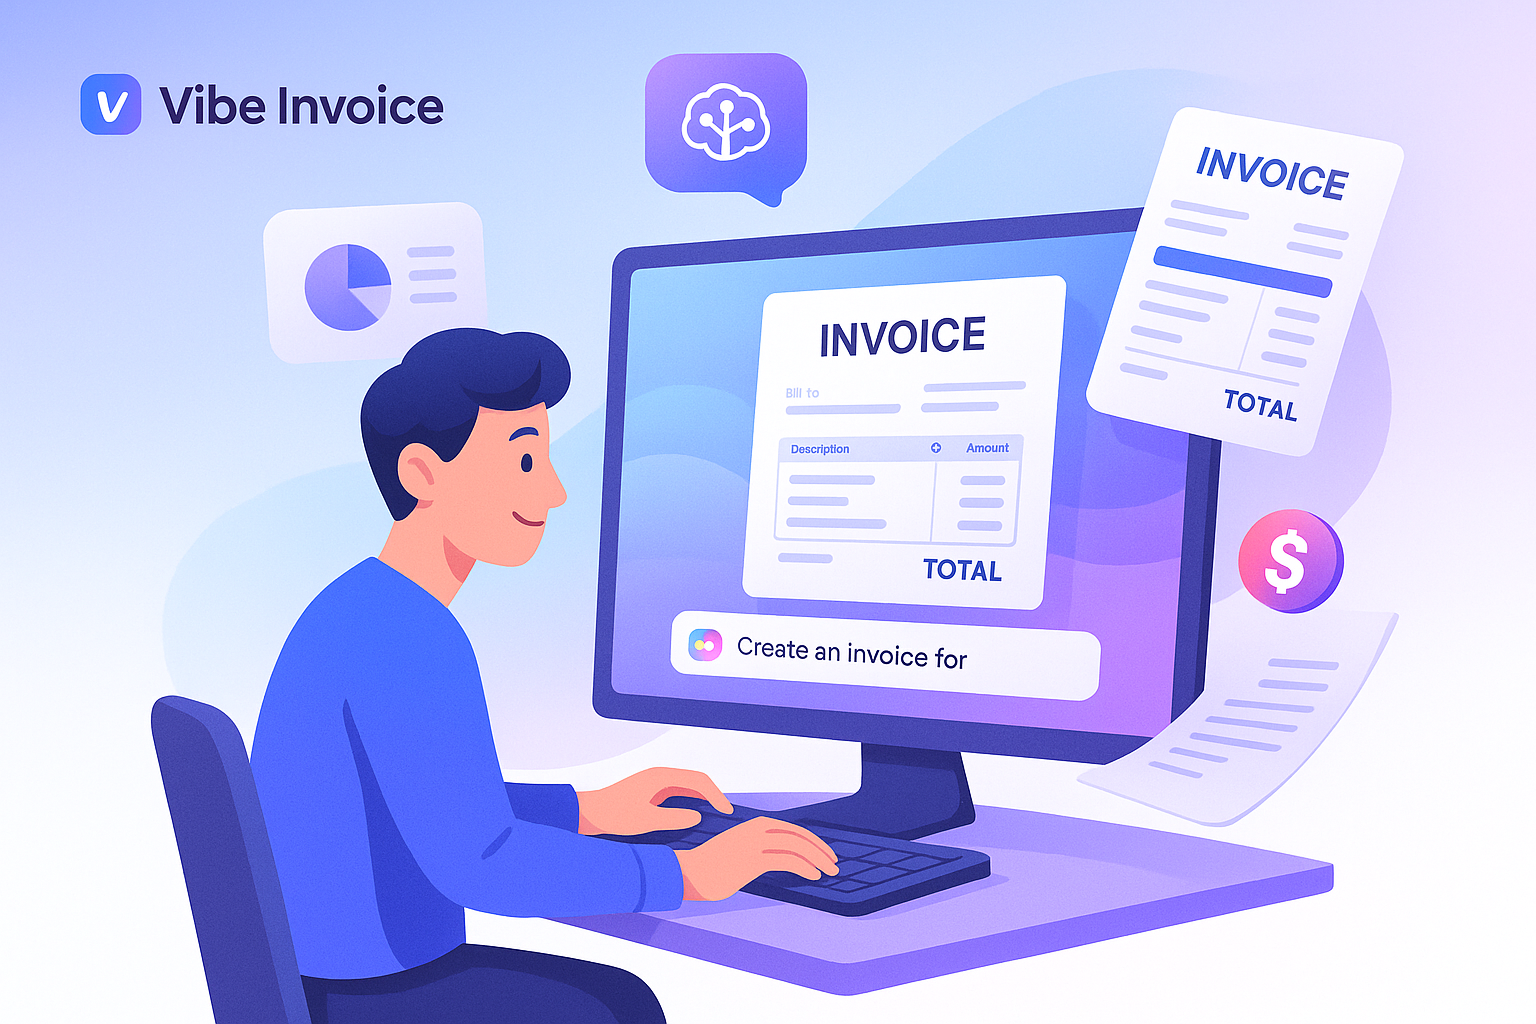 V Vibe Invoice
INVOICE
TOTAL
INVOICE
Bill to
Description + Amount
TOTAL
$
Create an invoice for